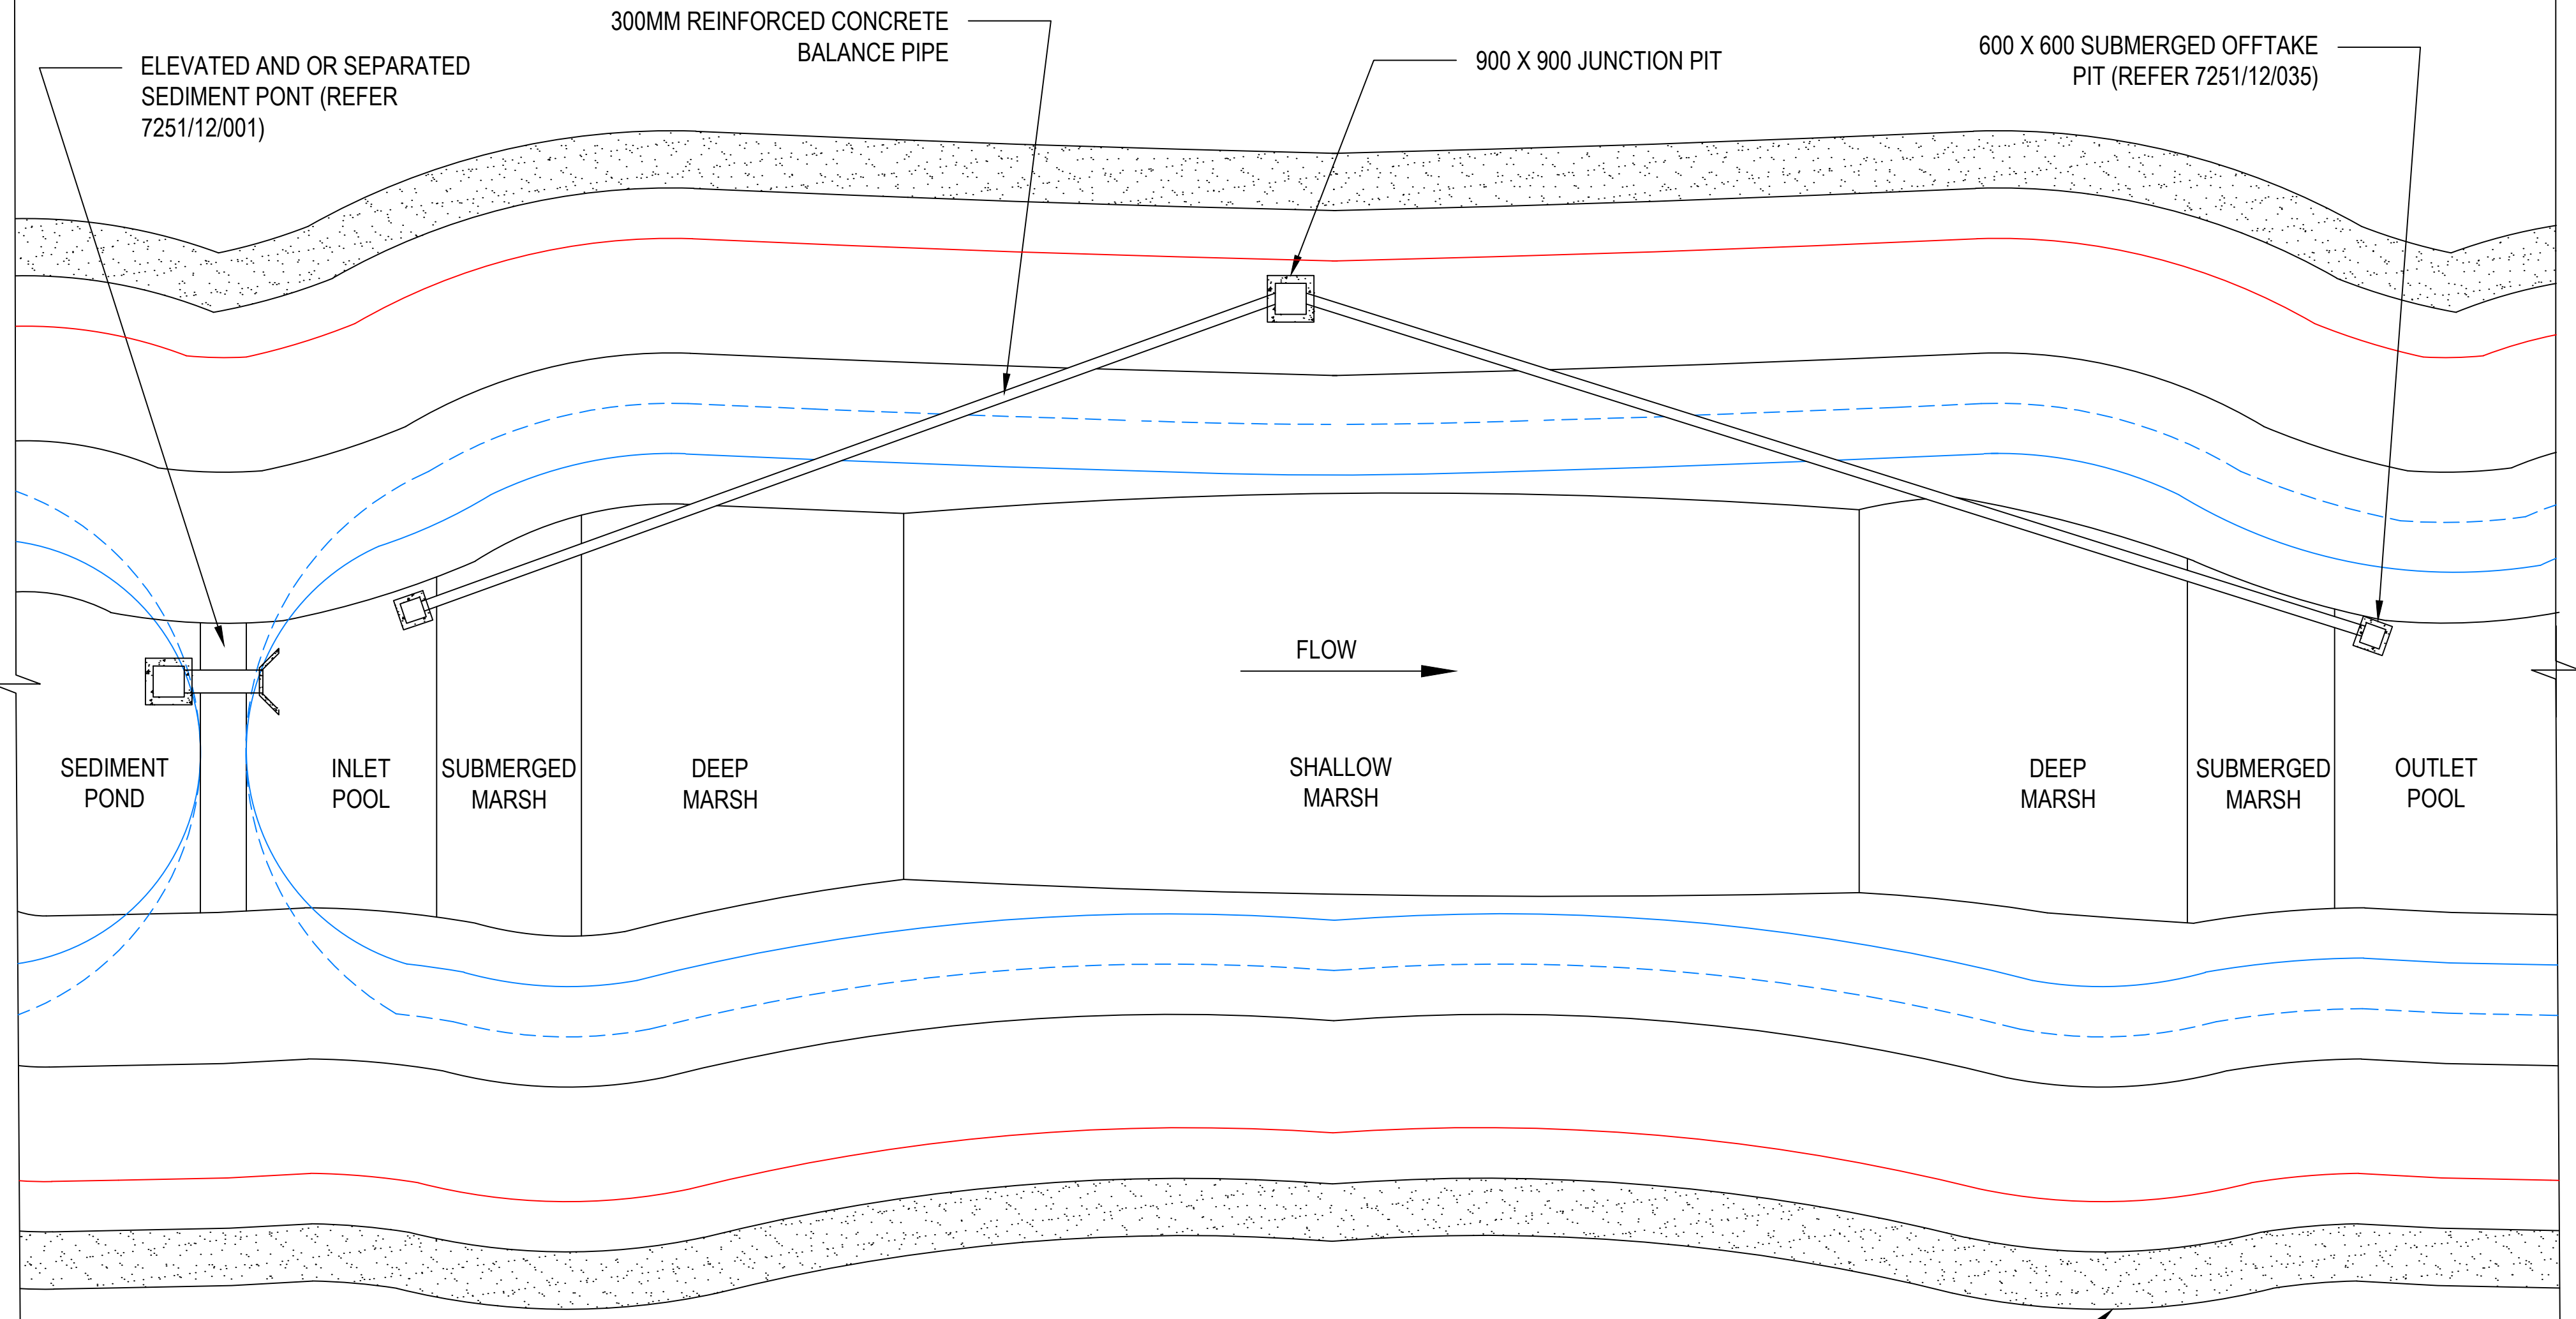 300MM REINFORCED CONCRETE
BALANCE PIPE
ELEVATED AND OR SEPARATED
SEDIMENT PONT (REFER
7251/12/001)
900 X 900 JUNCTION PIT
600 X 600 SUBMERGED OFFTAKE
PIT (REFER 7251/12/035)
FLOW
SEDIMENT
POND
INLET
POOL
SUBMERGED
MARSH
DEEP
MARSH
SHALLOW
MARSH
DEEP
MARSH
SUBMERGED
MARSH
OUTLET
POOL